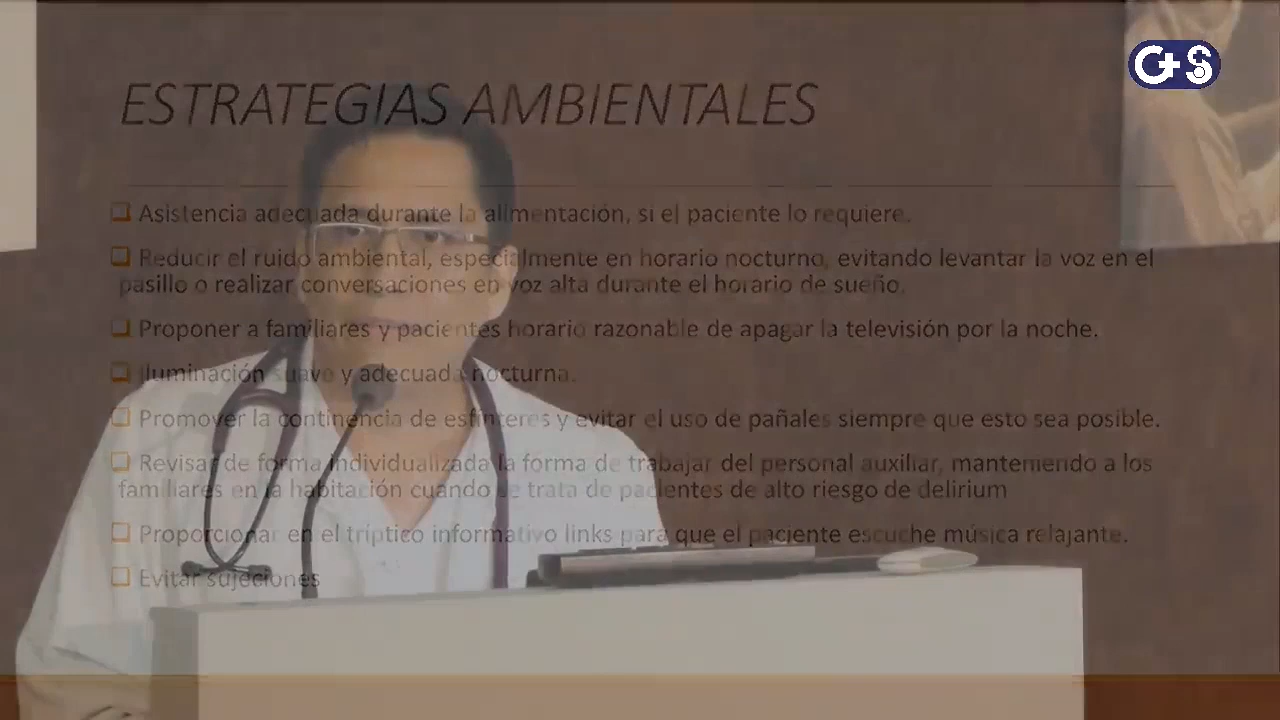 G+S
ESTRATEGIAS AMBIENTALES
Asistencia adecuada durante la alimentación, si el paciente lo requiere.
Reducir el ruido ambiental, especialmente en horario nocturno, evitando levantar la voz en el
pasillo o realizar conversaciones en voz alta durante el horario de sueño.
Proponer a familiares y pacientes horario razonable de apagar la televisión por la noche.
Iluminación suave y adecuada nocturna.
Promover la continencia de esfínteres y evitar el uso de pañales siempre que esto sea posible.
Revisar de forma individualizada la forma de trabajar del personal auxiliar, manteniendo a los
familiares en la habitación cuando se trata de pacientes de alto riesgo de delirium
Proporcionar en el tríptico informativo links para que el paciente escuche música relajante.
Evitar sujeciones